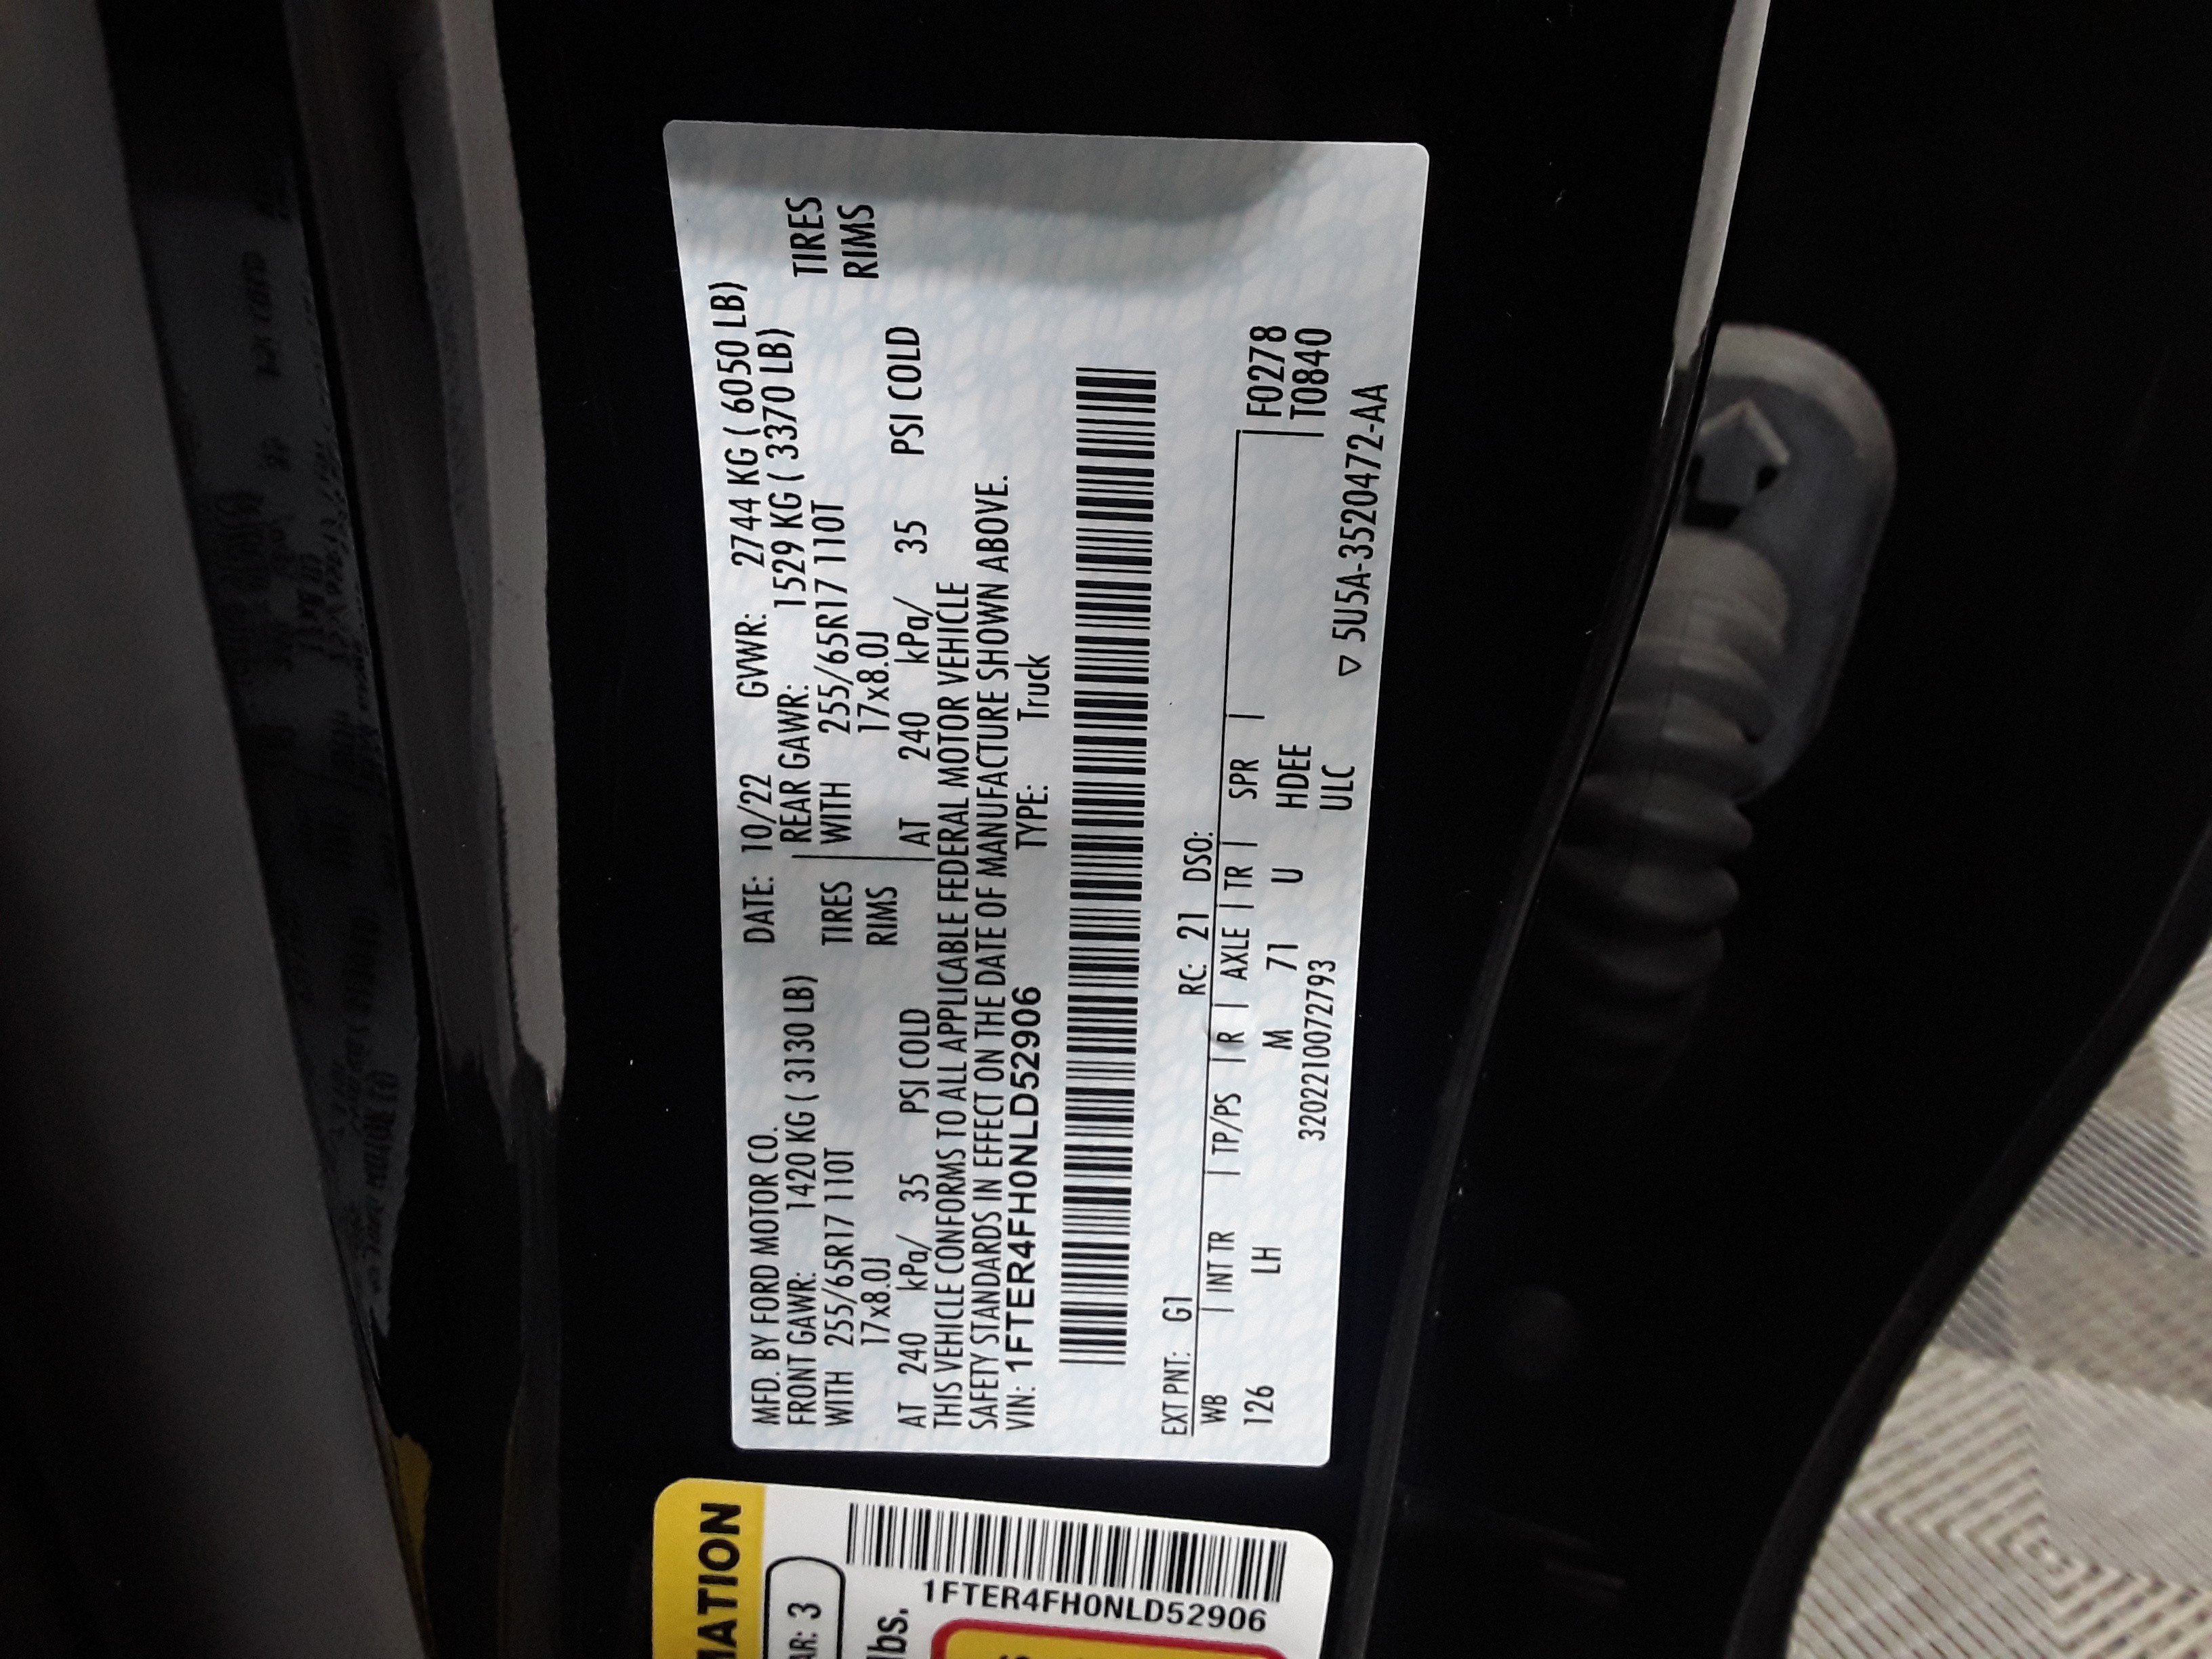 MFD. BY FORD MOTOR CO. DATE: 10/22 GVWR: 2744 KG ( 6050 LB)
FRONT GAWR: 1420 KG ( 3130 LB) REAR GAWR: 1529 KG ( 3370 LB)
WITH 255/65R17 110T TIRES WITH 255/65R17 110T TIRES
17x8.0J RIMS 17x8.0J RIMS
AT 240 kPa/ 35 PSI COLD AT 240 kPa/ 35 PSI COLD
THIS VEHICLE CONFORMS TO ALL APPLICABLE FEDERAL MOTOR VEHICLE
SAFETY STANDARDS IN EFFECT ON THE DATE OF MANUFACTURE SHOWN ABOVE.
VIN: 1FTER4FH0NLD52906 TYPE: Truck
EXT PNT: G1 RC: 21 DSO:
WB | INT TR | TP/PS | R | AXLE | TR | SPR | F0278
126 LH M 71 U HDEE T0840
3202210072793 ULC
▽ 5U5A-3520472-AA
MATION
AR: 3
lbs.
1FTER4FH0NLD52906